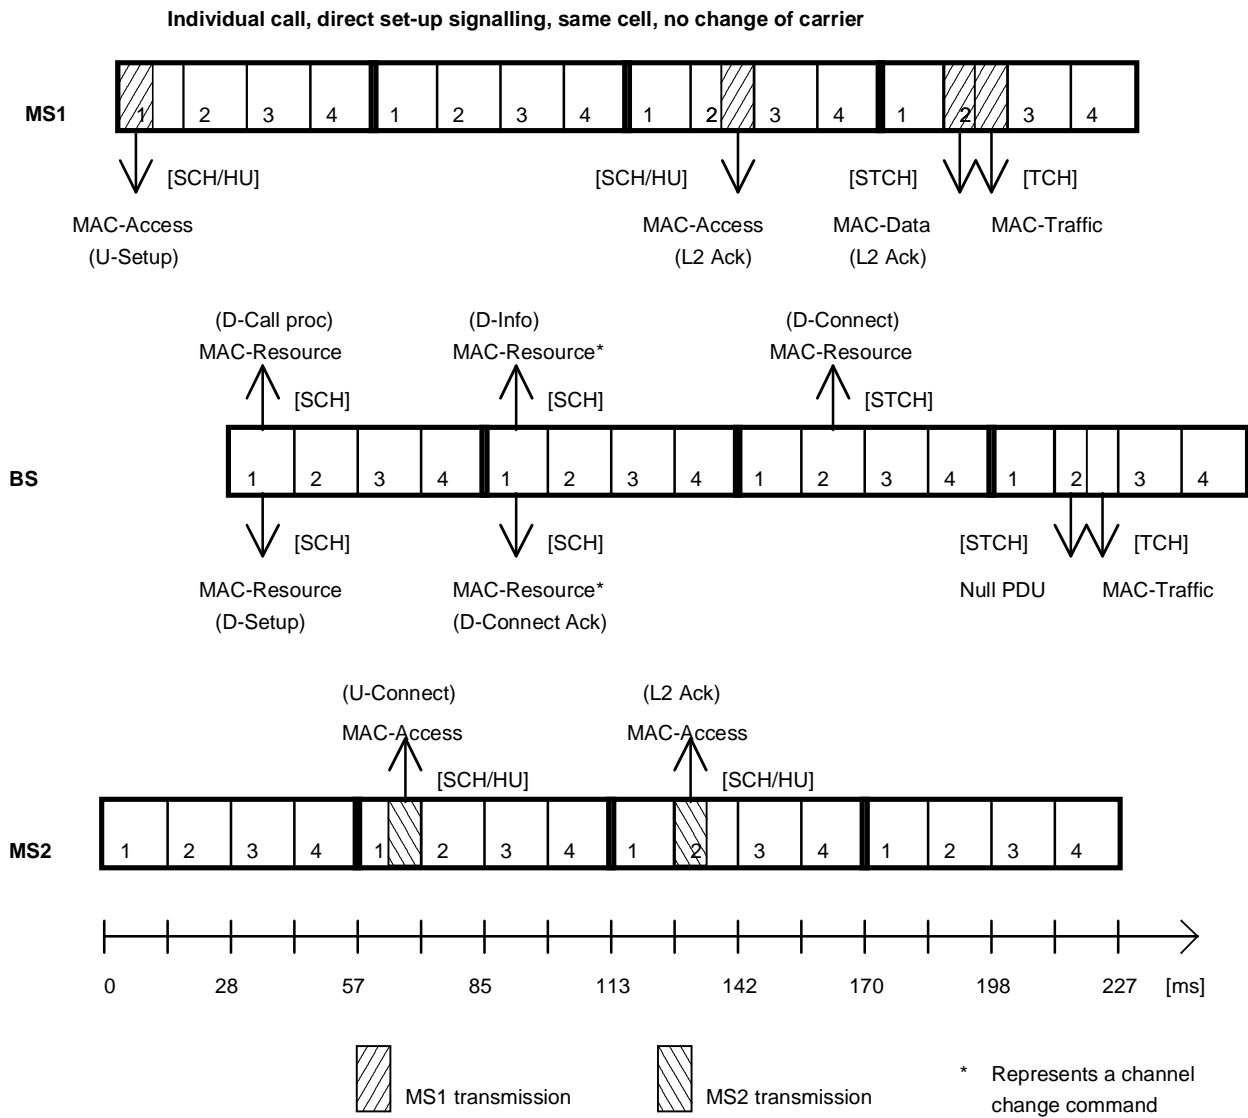 Individual call, direct set-up signalling, same cell, no change of carrier
MS1
1 2 3 4 1 2 3 4 1 2 3 4 1 2 3 4
[SCH/HU] [SCH/HU] [STCH] [TCH]
MAC-Access MAC-Access MAC-Data MAC-Traffic
(U-Setup) (L2 Ack) (L2 Ack)
(D-Call proc) (D-Info) (D-Connect)
MAC-Resource MAC-Resource* MAC-Resource
[SCH] [SCH] [STCH]
BS
1 2 3 4 1 2 3 4 1 2 3 4 1 2 3 4
[SCH] [SCH] [STCH] [TCH]
MAC-Resource MAC-Resource* Null PDU MAC-Traffic
(D-Setup) (D-Connect Ack)
(U-Connect) (L2 Ack)
MAC-Access MAC-Access
[SCH/HU] [SCH/HU]
MS2
1 2 3 4 1 2 3 4 1 2 3 4 1 2 3 4
0 28 57 85 113 142 170 198 227 [ms]
MS1 transmission MS2 transmission * Represents a channel
change command